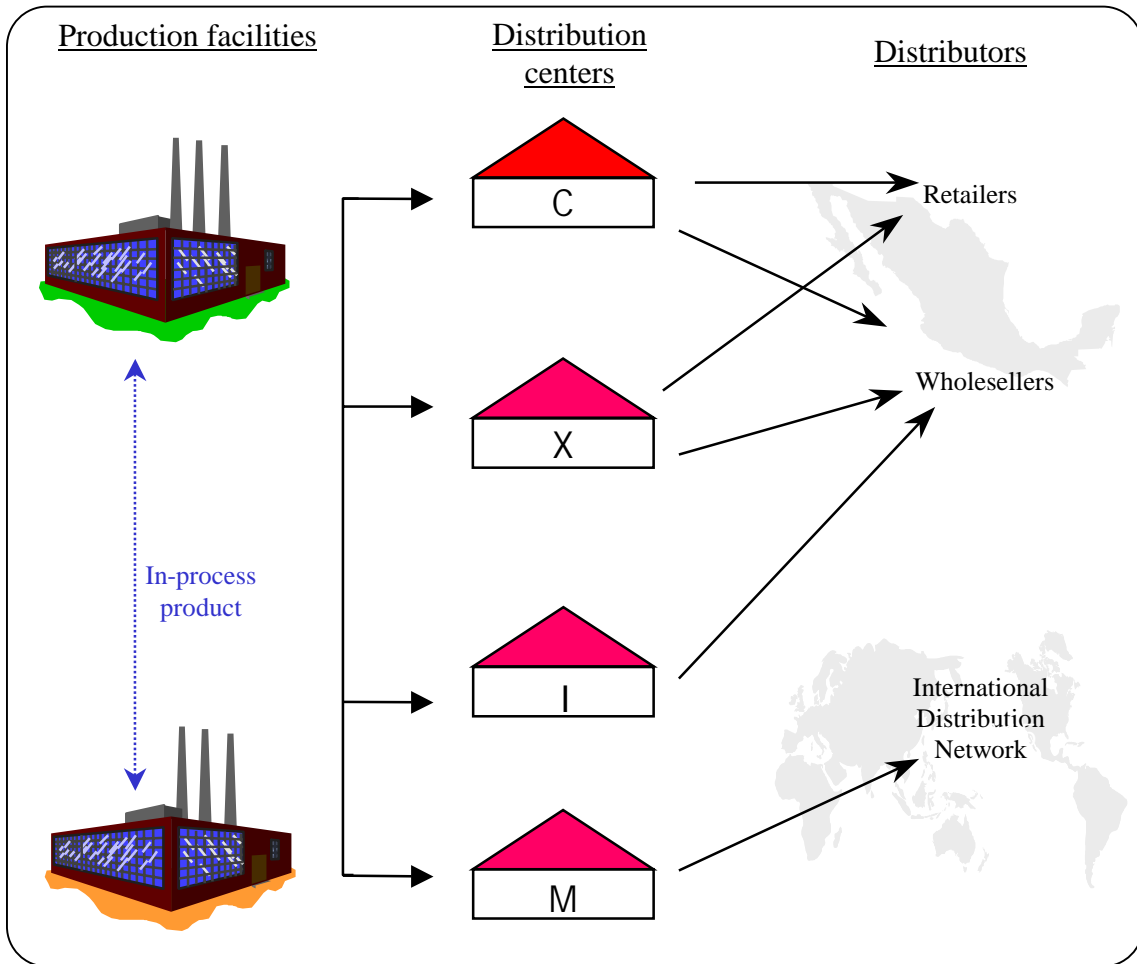 Production facilities
Distribution
centers
Distributors
C
Retailers
X
Wholesellers
In-process
product
I
International
Distribution
Network
M